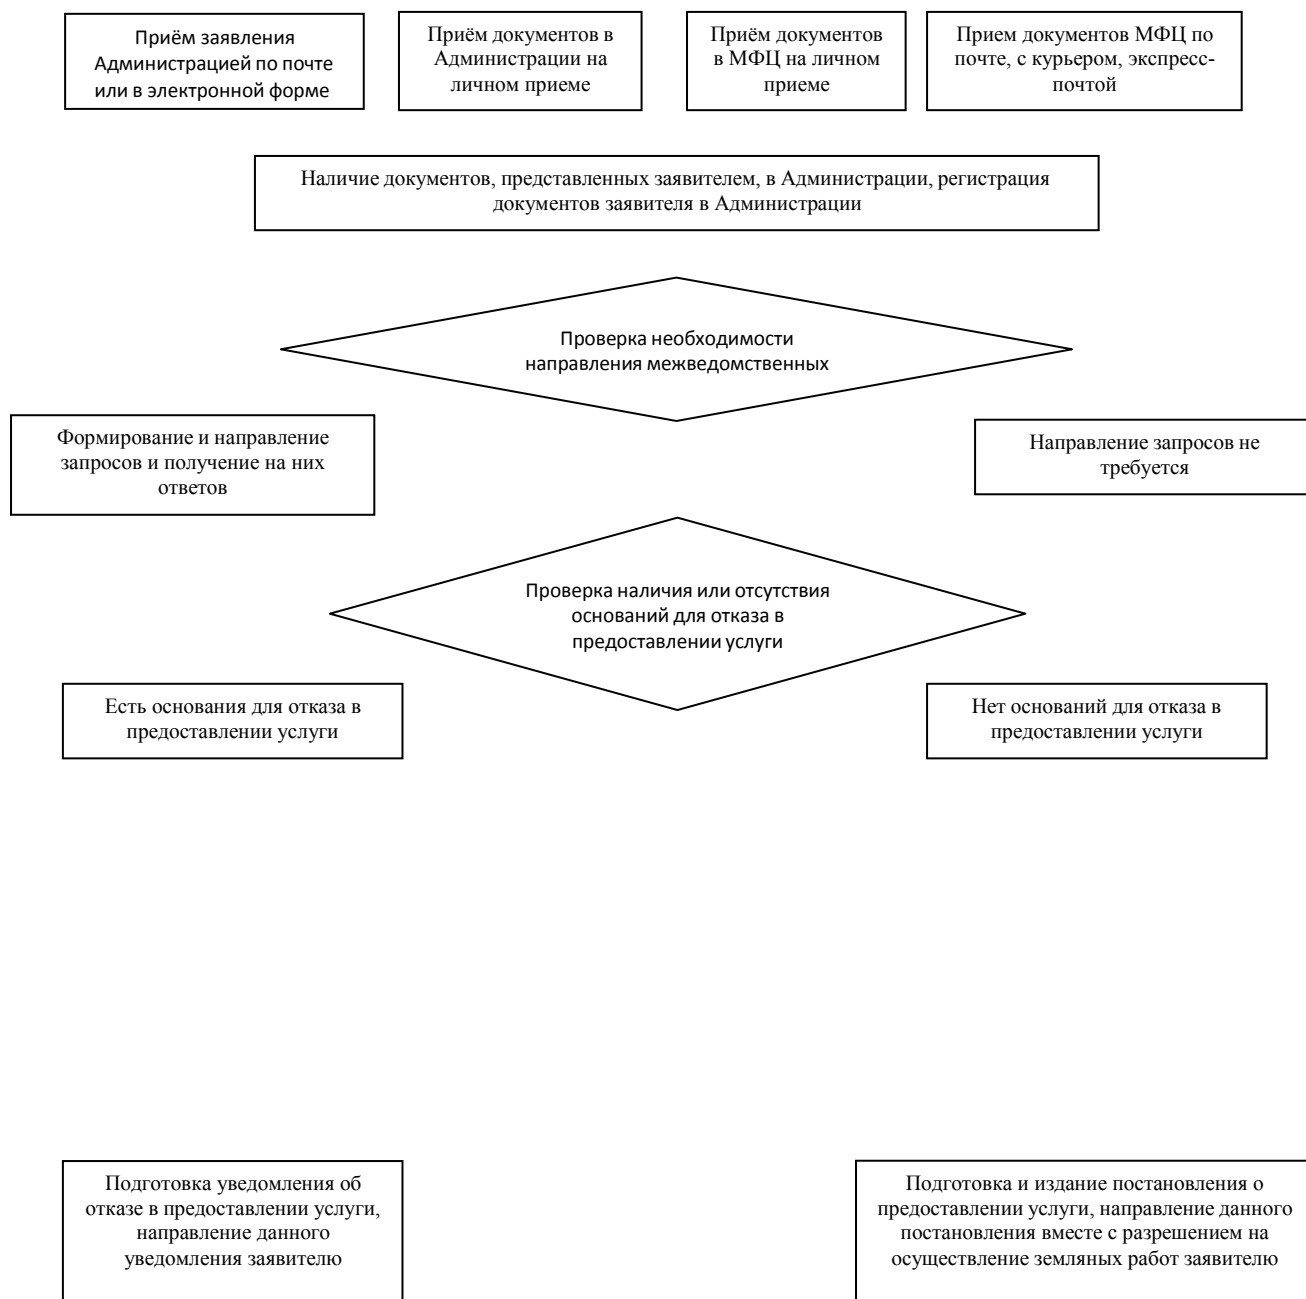 Приём заявления
Администрацией по почте
или в электронной форме
Приём документов в
Администрации на
личном приеме
Приём документов
в МФЦ на личном
приеме
Прием документов МФЦ по
почте, с курьером, экспресс-
почтой
Наличие документов, представленных заявителем, в Администрации, регистрация
документов заявителя в Администрации
Проверка необходимости
направления межведомственных
Формирование и направление
запросов и получение на них
ответов
Направление запросов не
требуется
Проверка наличия или отсутствия
оснований для отказа в
предоставлении услуги
Есть основания для отказа в
предоставлении услуги
Нет оснований для отказа в
предоставлении услуги
Подготовка уведомления об
отказе в предоставлении услуги,
направление данного
уведомления заявителю
Подготовка и издание постановления о
предоставлении услуги, направление данного
постановления вместе с разрешением на
осуществление земляных работ заявителю